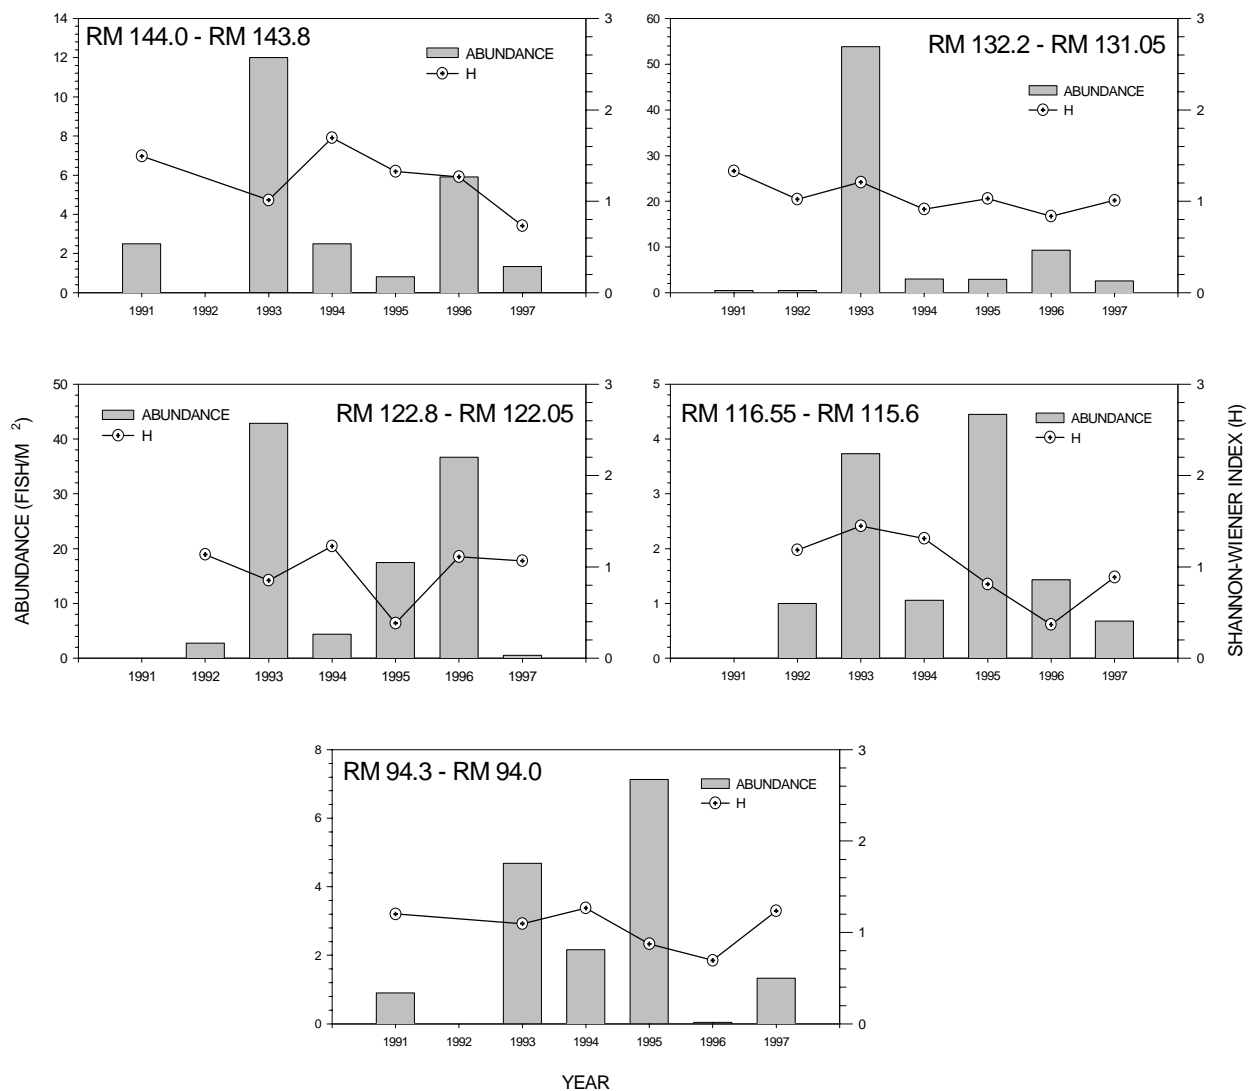 RM 144.0 - RM 143.8
ABUNDANCE
H
14
12
10
8
6
4
2
0
3
2
1
0
1991 1992 1993 1994 1995 1996 1997
RM 132.2 - RM 131.05
ABUNDANCE
H
60
50
40
30
20
10
0
3
2
1
0
1991 1992 1993 1994 1995 1996 1997
ABUNDANCE (FISH/M 2)
RM 122.8 - RM 122.05
ABUNDANCE
H
50
40
30
20
10
0
3
2
1
0
1991 1992 1993 1994 1995 1996 1997
RM 116.55 - RM 115.6
ABUNDANCE
H
5
4
3
2
1
0
3
2
1
0
1991 1992 1993 1994 1995 1996 1997
SHANNON-WIENER INDEX (H)
RM 94.3 - RM 94.0
ABUNDANCE
H
8
6
4
2
0
3
2
1
0
1991 1992 1993 1994 1995 1996 1997
YEAR